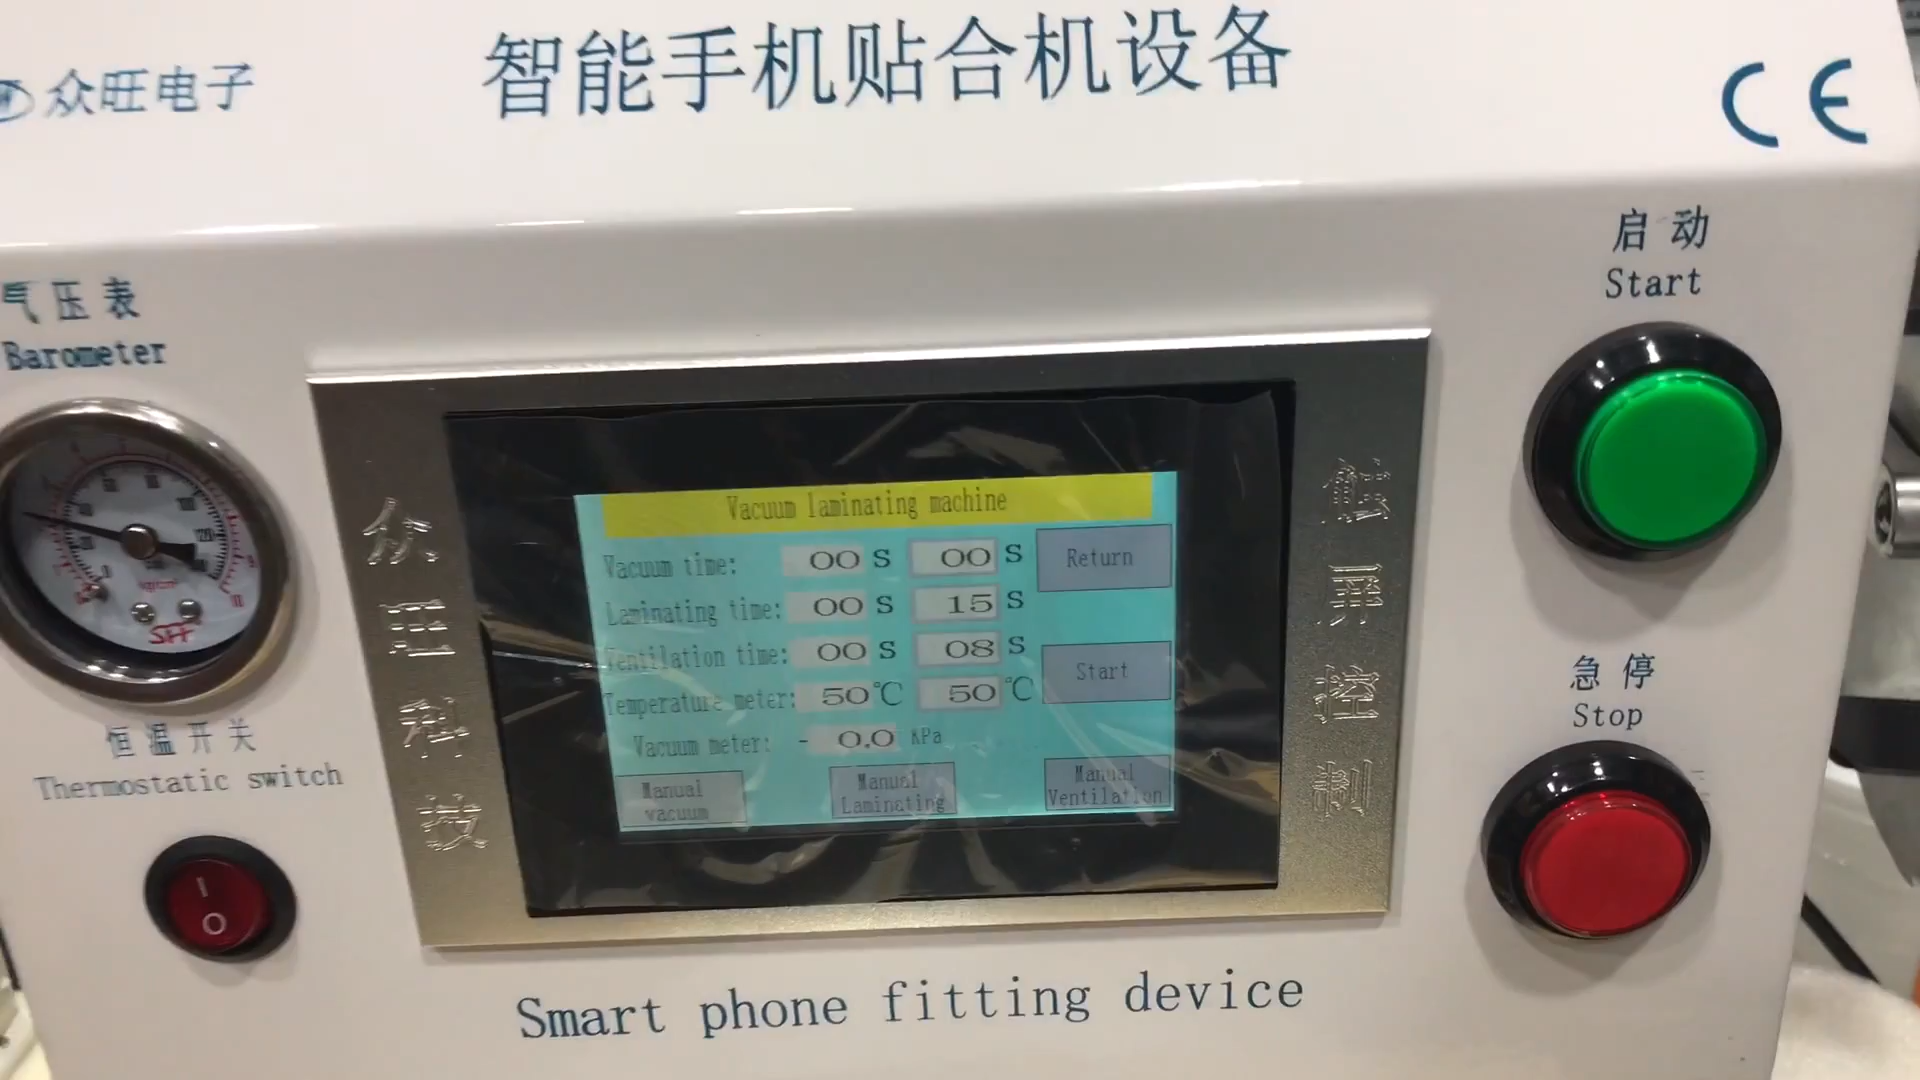 众旺电子
智能手机贴合机设备
CE
气压表
Barometer
启动
Start
众旺科技
触屏控制
Vacuum laminating machine
Vacuum time: 00 S 00 S
Return
Laminating time: 00 S 15 S
Ventilation time: 00 S 08 S
Start
Temperature meter: 50℃ 50℃
Vacuum meter: - 0.0 KPa
Manual vacuum
Manual Laminating
Manual Ventilation
恒温开关
Thermostatic switch
急停
Stop
Smart phone fitting device